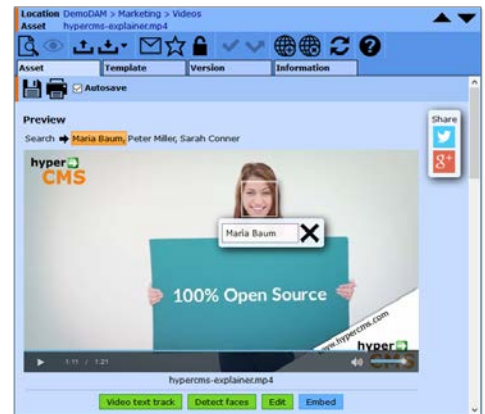 Location DemoDAM > Marketing > Videos
Asset hypercms-explainer.mp4
Asset Template Version Information
Autosave
Preview
Share
Search Maria Baum, Peter Miller, Sarah Conner
hyper
CMS
Maria Baum
100% Open Source
www.hypercms.com
hyper
CMS
1:11 / 1:21
hypercms-explainer.mp4
Video text track Detect faces Edit Embed